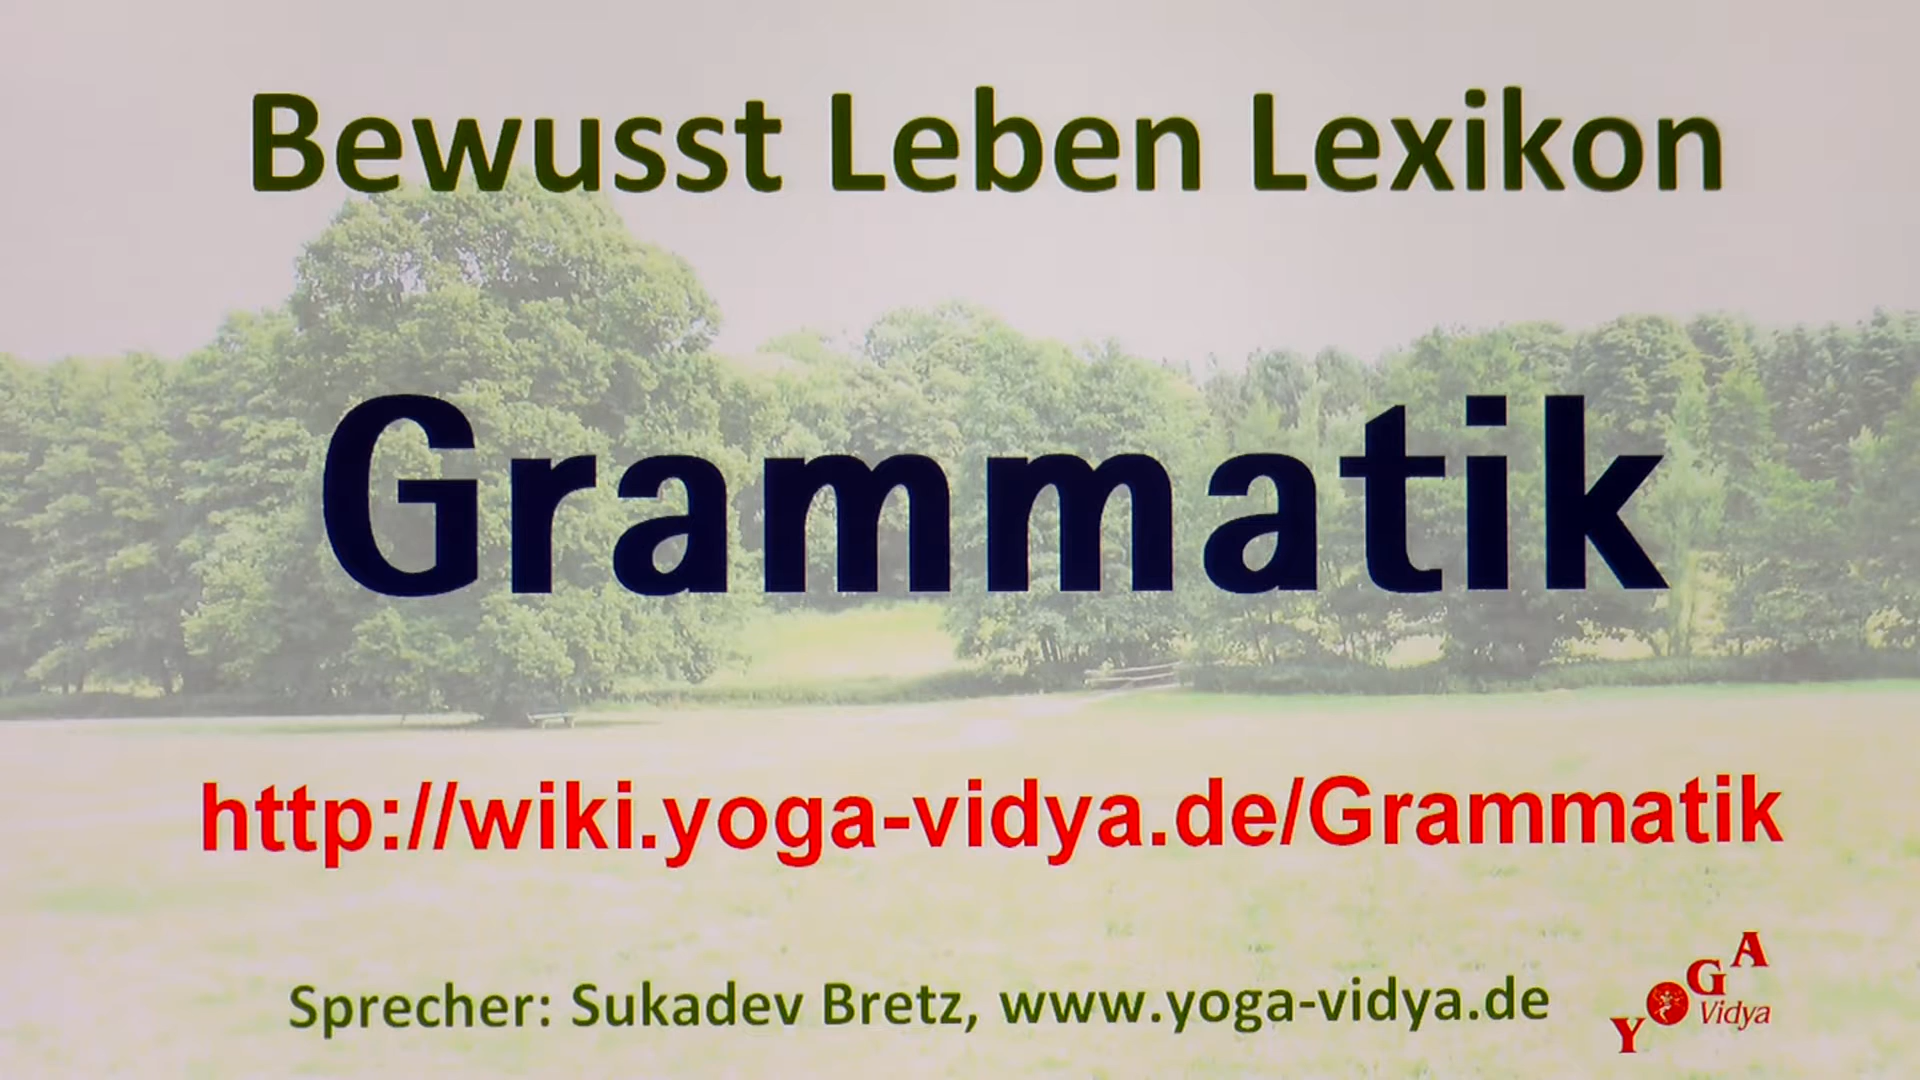 Bewusst Leben Lexikon
Grammatik
http://wiki.yoga-vidya.de/Grammatik
Sprecher: Sukadev Bretz, www.yoga-vidya.de
YOGA
Vidya